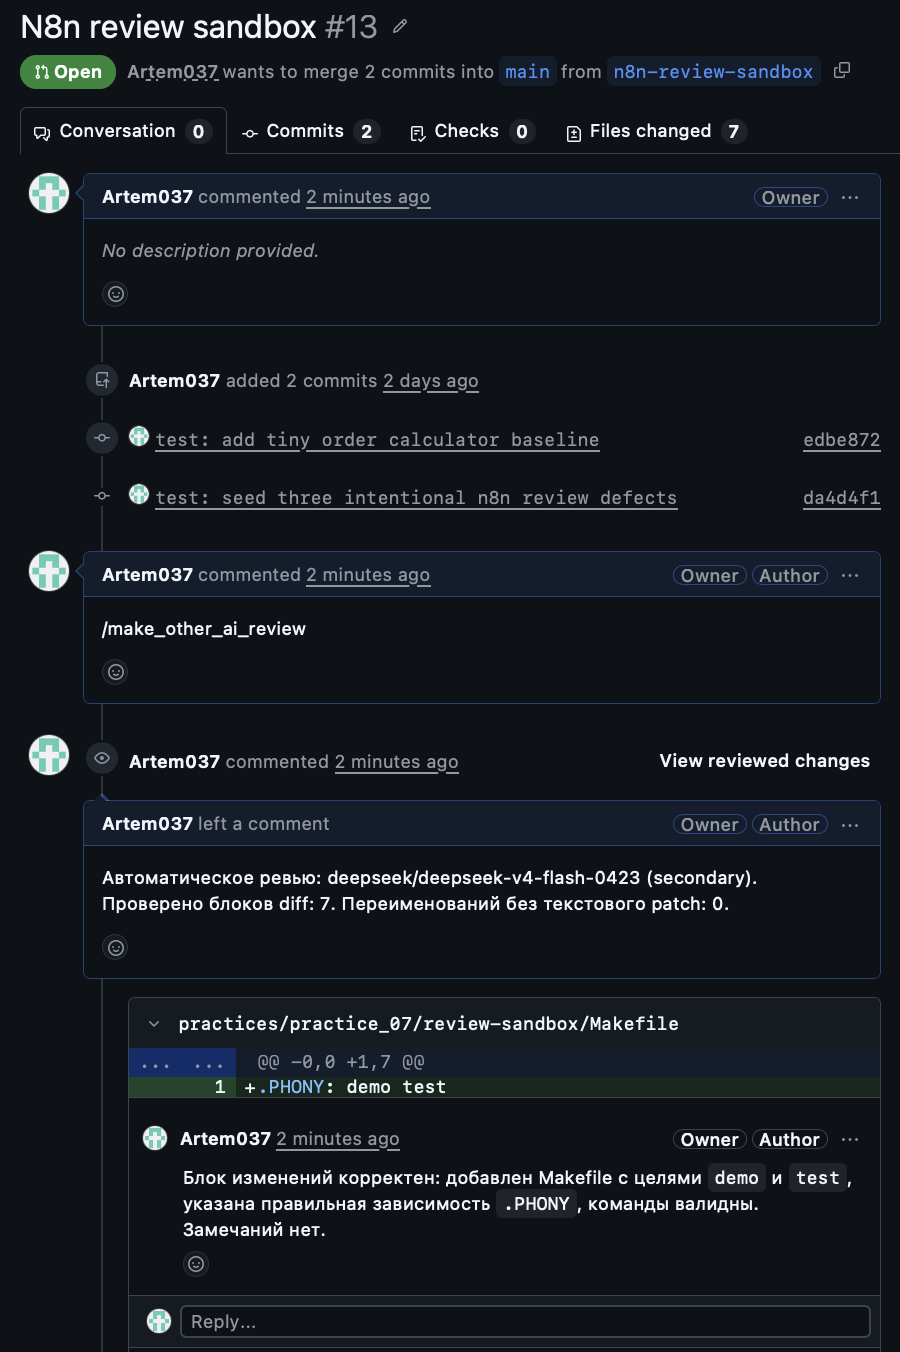 N8n review sandbox #13
Open Artem037 wants to merge 2 commits into main from n8n-review-sandbox
Conversation 0 Commits 2 Checks 0 Files changed 7
Artem037 commented 2 minutes ago Owner ...
No description provided.
Artem037 added 2 commits 2 days ago
test: add tiny order calculator baseline edbe872
test: seed three intentional n8n review defects da4d4f1
Artem037 commented 2 minutes ago Owner Author ...
/make_other_ai_review
Artem037 commented 2 minutes ago View reviewed changes
Artem037 left a comment Owner Author ...
Автоматическое ревью: deepseek/deepseek-v4-flash-0423 (secondary).
Проверено блоков diff: 7. Переименований без текстового patch: 0.
practices/practice_07/review-sandbox/Makefile
... ... @@ -0,0 +1,7 @@
1 +.PHONY: demo test
Artem037 2 minutes ago Owner Author ...
Блок изменений корректен: добавлен Makefile с целями demo и test,
указана правильная зависимость .PHONY, команды валидны.
Замечаний нет.
Reply...